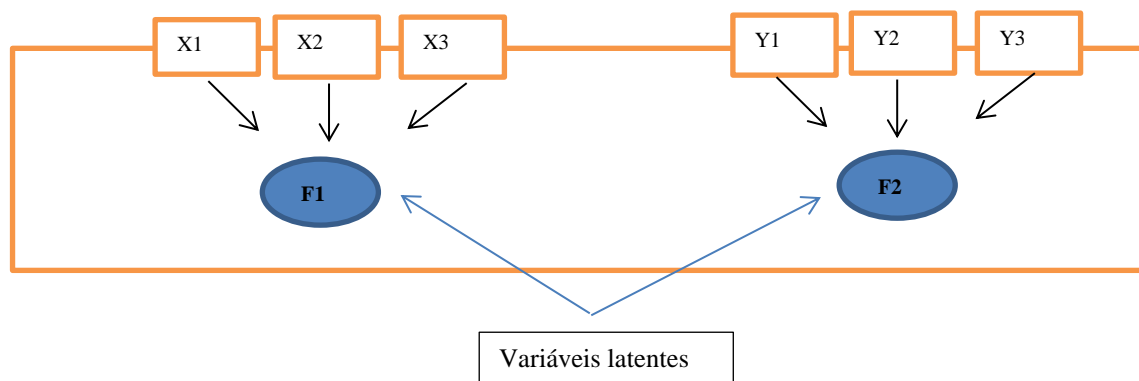 X1
X2
X3
Y1
Y2
Y3
F1
F2
Variáveis latentes